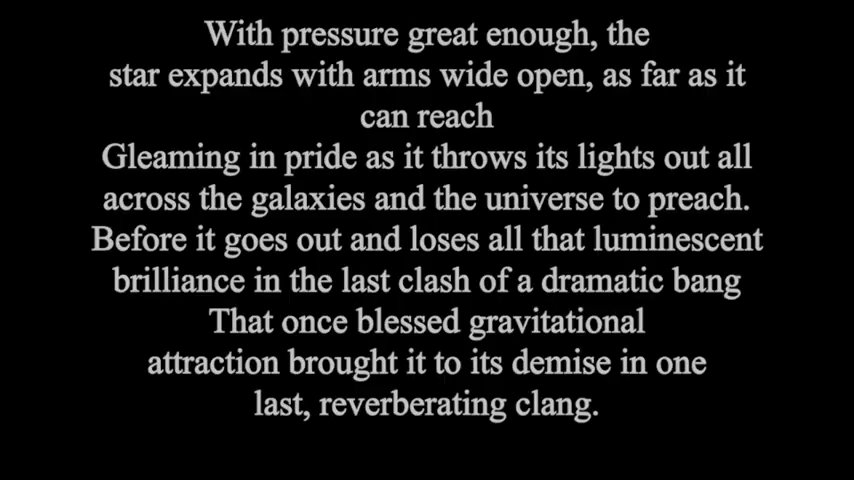 With pressure great enough, the
star expands with arms wide open, as far as it
can reach
Gleaming in pride as it throws its lights out all
across the galaxies and the universe to preach.
Before it goes out and loses all that luminescent
brilliance in the last clash of a dramatic bang
That once blessed gravitational
attraction brought it to its demise in one
last, reverberating clang.